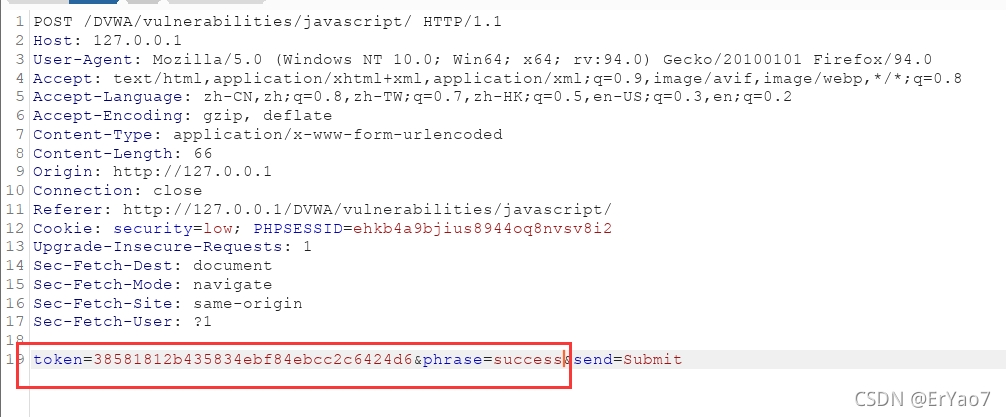 1 POST /DVWA/vulnerabilities/javascript/ HTTP/1.1
2 Host: 127.0.0.1
3 User-Agent: Mozilla/5.0 (Windows NT 10.0; Win64; x64; rv:94.0) Gecko/20100101 Firefox/94.0
4 Accept: text/html,application/xhtml+xml,application/xml;q=0.9,image/avif,image/webp,*/*;q=0.8
5 Accept-Language: zh-CN,zh;q=0.8,zh-TW;q=0.7,zh-HK;q=0.5,en-US;q=0.3,en;q=0.2
6 Accept-Encoding: gzip, deflate
7 Content-Type: application/x-www-form-urlencoded
8 Content-Length: 66
9 Origin: http://127.0.0.1
10 Connection: close
11 Referer: http://127.0.0.1/DVWA/vulnerabilities/javascript/
12 Cookie: security=low; PHPSESSID=ehkb4a9bjius8944oq8nvsv8i2
13 Upgrade-Insecure-Requests: 1
14 Sec-Fetch-Dest: document
15 Sec-Fetch-Mode: navigate
16 Sec-Fetch-Site: same-origin
17 Sec-Fetch-User: ?1
18
19 token=38581812b435834ebf84ebcc2c6424d6&phrase=success&send=Submit
CSDN @ErYao7